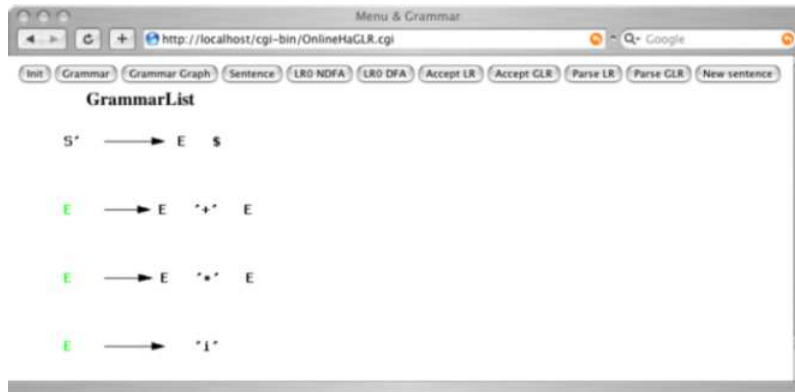 Menu & Grammar
http://localhost/cgi-bin/OnlineHaGLR.cgi Google
Init Grammar Grammar Graph Sentence LR0 NDFA LR0 DFA Accept LR Accept GLR Parse LR Parse GLR New sentence
GrammarList
S' E $
E E '+' E
E E '*' E
E 'i'